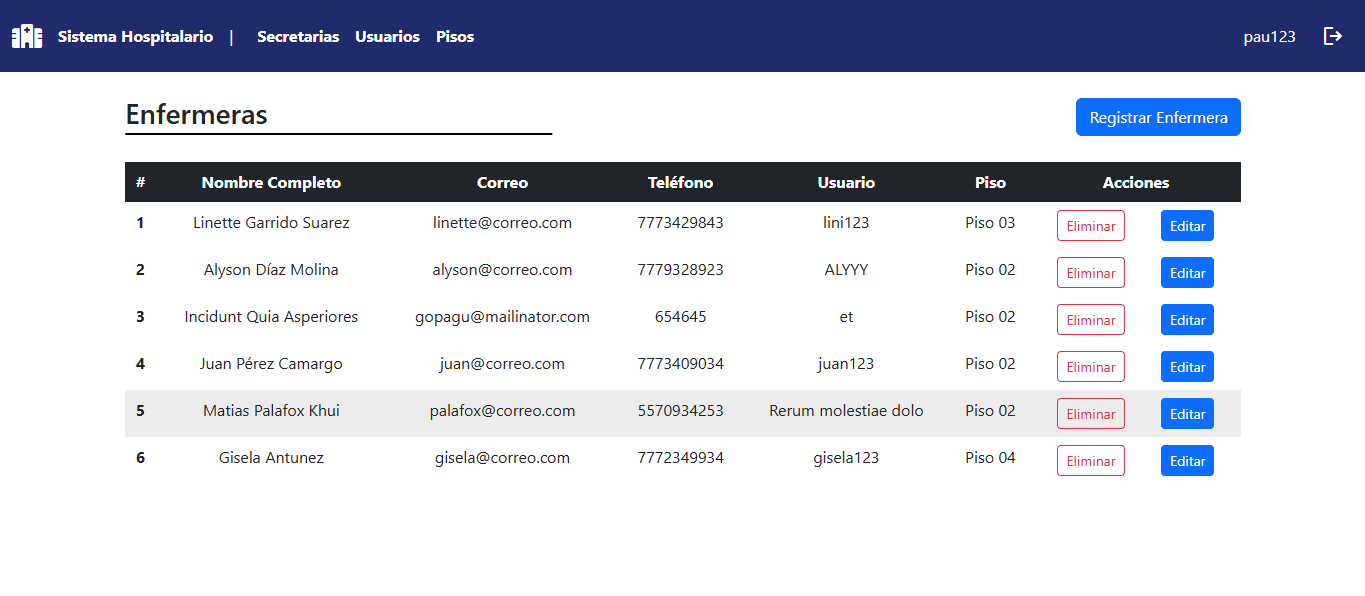 Sistema Hospitalario | Secretarias Usuarios Pisos pau123
Enfermeras Registrar Enfermera
# Nombre Completo Correo Teléfono Usuario Piso Acciones
1 Linette Garrido Suarez linette@correo.com 7773429843 lini123 Piso 03 Eliminar Editar
2 Alyson Díaz Molina alyson@correo.com 7779328923 ALYYY Piso 02 Eliminar Editar
3 Incidunt Quia Asperiores gopagu@mailinator.com 654645 et Piso 02 Eliminar Editar
4 Juan Pérez Camargo juan@correo.com 7773409034 juan123 Piso 02 Eliminar Editar
5 Matias Palafox Khui palafox@correo.com 5570934253 Rerum molestiae dolo Piso 02 Eliminar Editar
6 Gisela Antunez gisela@correo.com 7772349934 gisela123 Piso 04 Eliminar Editar